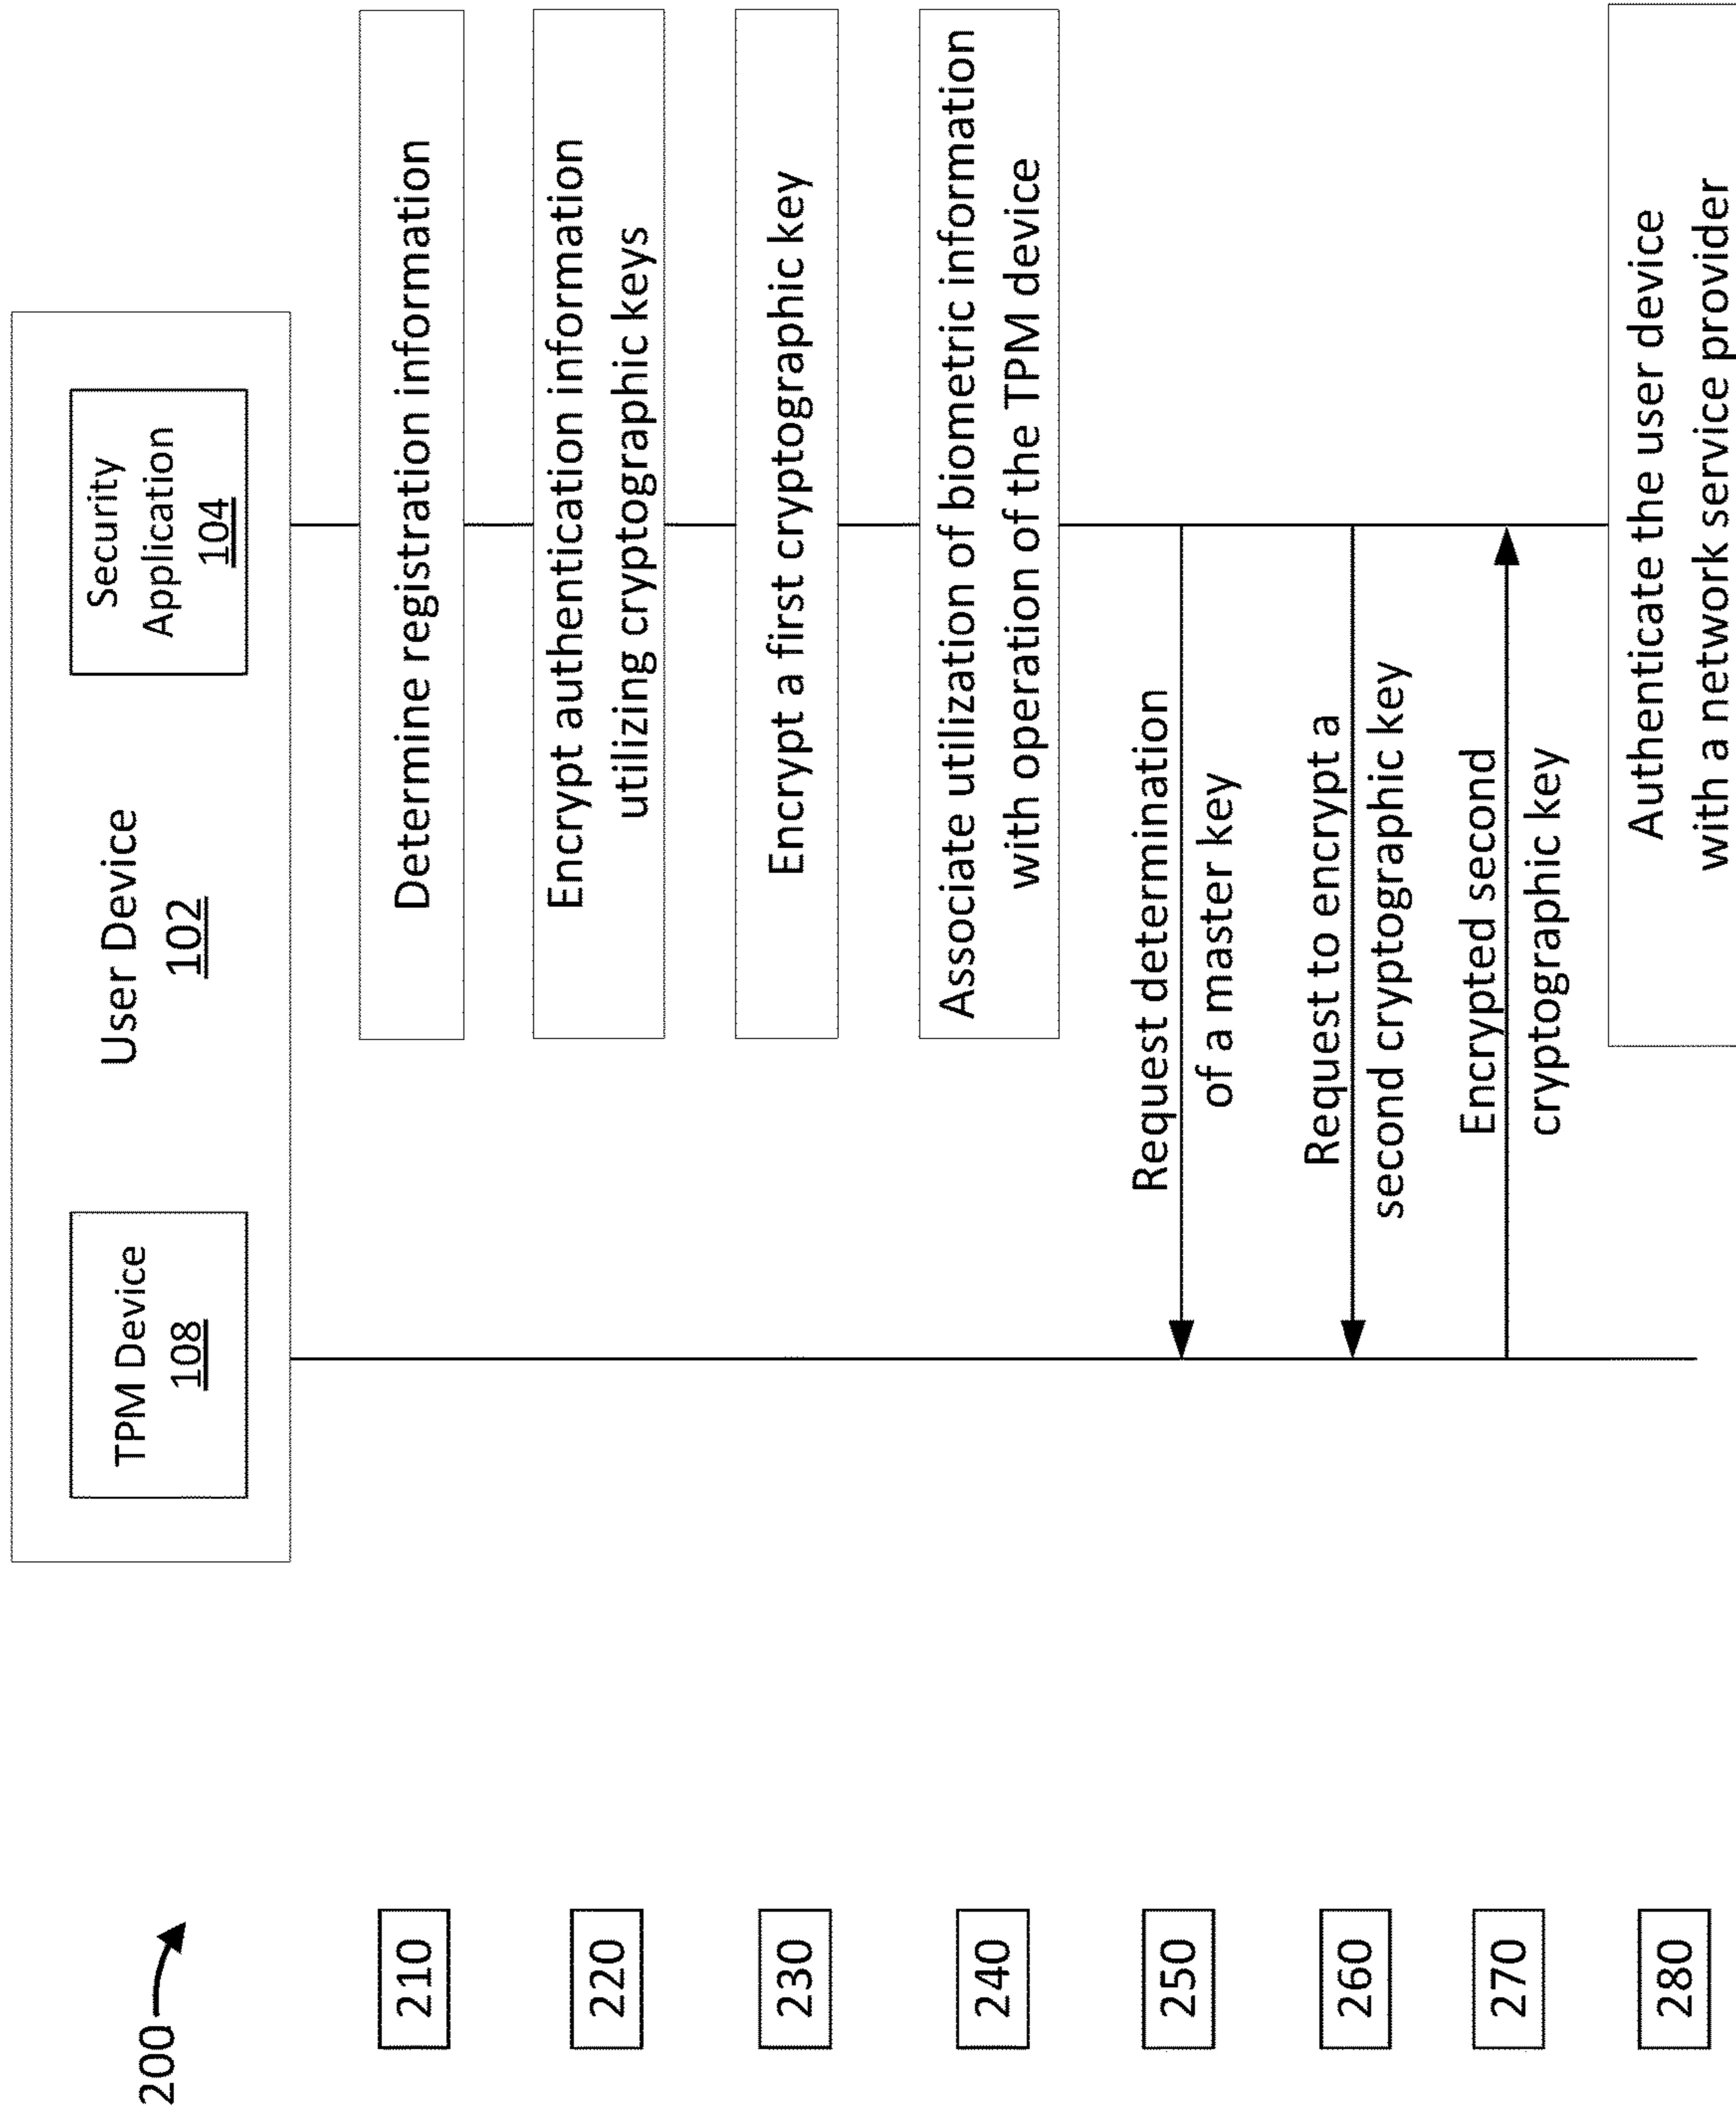 200
User Device
102
TPM Device
108
Security
Application
104
210
Determine registration information
220
Encrypt authentication information
utilizing cryptographic keys
230
Encrypt a first cryptographic key
240
Associate utilization of biometric information
with operation of the TPM device
250
Request determination
of a master key
260
Request to encrypt a
second cryptographic key
270
Encrypted second
cryptographic key
280
Authenticate the user device
with a network service provider